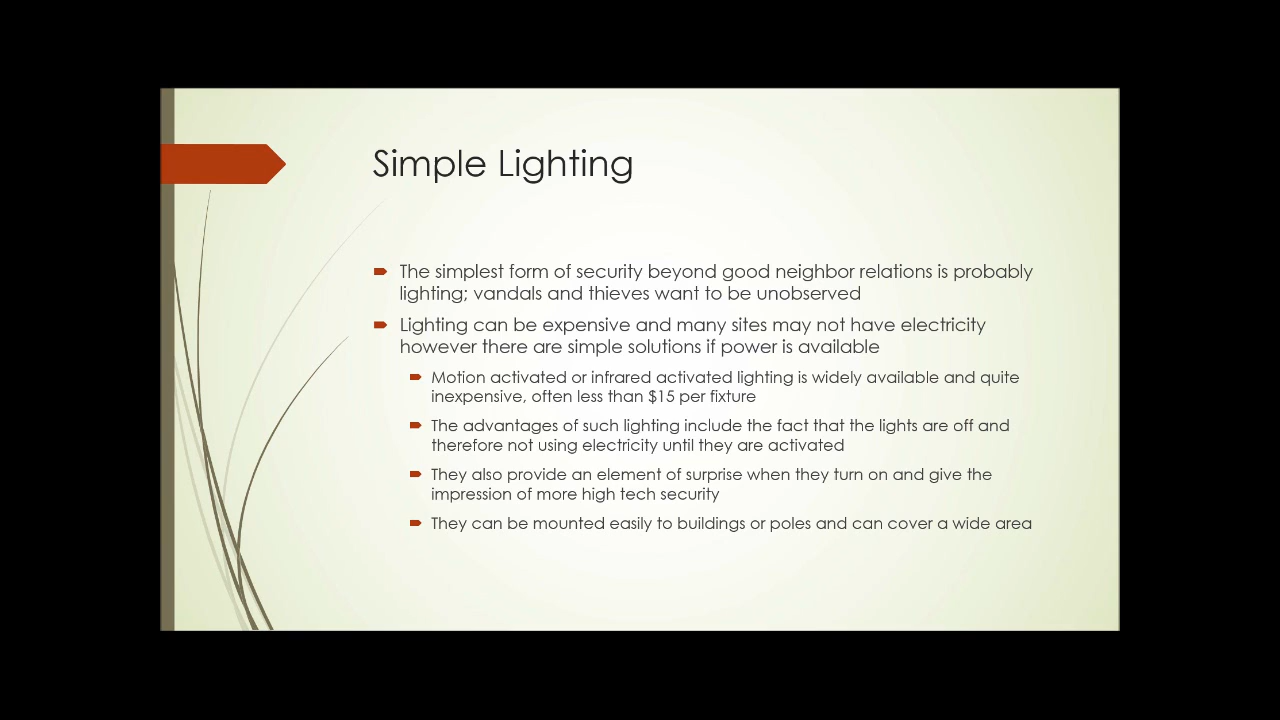 Simple Lighting
The simplest form of security beyond good neighbor relations is probably
lighting; vandals and thieves want to be unobserved
Lighting can be expensive and many sites may not have electricity
however there are simple solutions if power is available
Motion activated or infrared activated lighting is widely available and quite
inexpensive, often less than $15 per fixture
The advantages of such lighting include the fact that the lights are off and
therefore not using electricity until they are activated
They also provide an element of surprise when they turn on and give the
impression of more high tech security
They can be mounted easily to buildings or poles and can cover a wide area